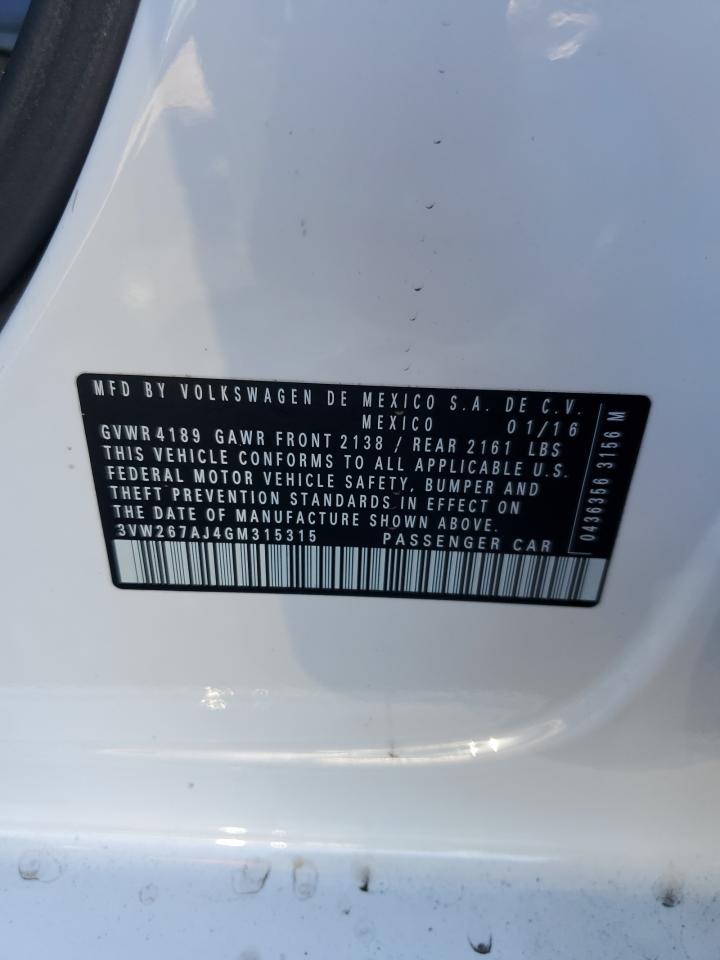 MFD BY VOLKSWAGEN DE MEXICO S.A. DE C.V.
MEXICO 01/16
GVWR 4189 GAWR FRONT 2138 / REAR 2161 LBS
THIS VEHICLE CONFORMS TO ALL APPLICABLE U.S.
FEDERAL MOTOR VEHICLE SAFETY, BUMPER AND
THEFT PREVENTION STANDARDS IN EFFECT ON
THE DATE OF MANUFACTURE SHOWN ABOVE.
3VW267AJ4GM315315 PASSENGER CAR
0436356 3156 M